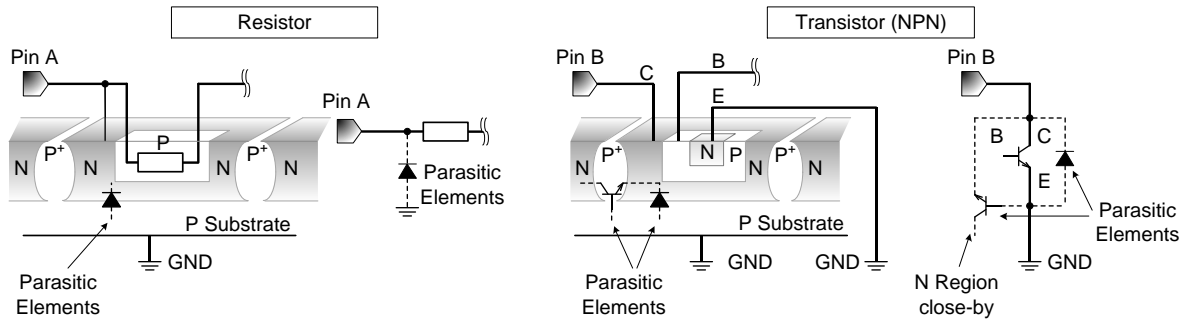 Resistor
Transistor (NPN)
Pin A
Pin A
Pin B
C
B
E
Pin B
N
P+
N
P
P+
N
N
Parasitic
Elements
P Substrate
GND
Parasitic
Elements
N
P+
N
N
P
P+
N
N
P Substrate
GND
GND
Parasitic
Elements
B
C
E
Parasitic
Elements
N Region
close-by
GND